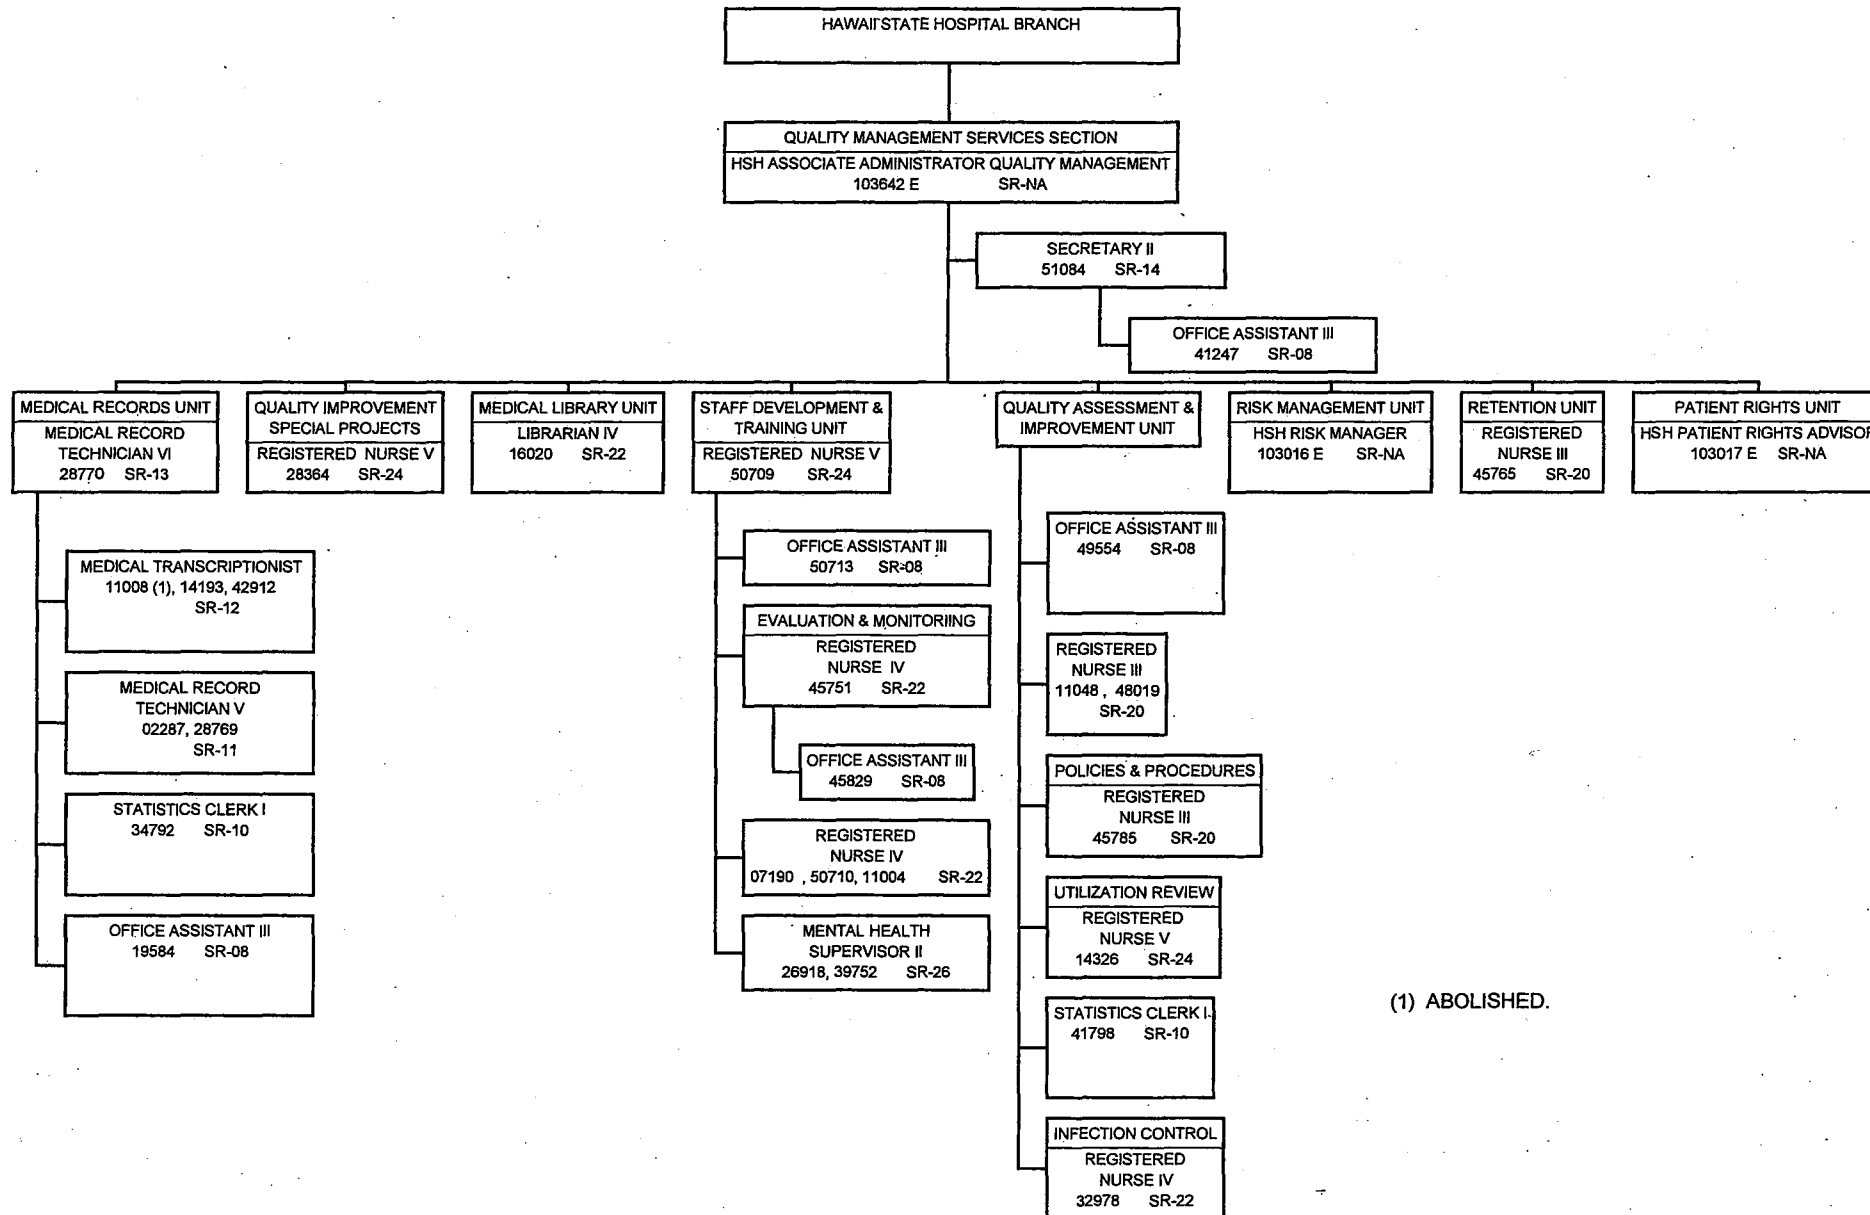 HAWAII STATE HOSPITAL BRANCH
QUALITY MANAGEMENT SERVICES SECTION
HSH ASSOCIATE ADMINISTRATOR QUALITY MANAGEMENT
103642 E SR-NA
SECRETARY II
51084 SR-14
OFFICE ASSISTANT III
41247 SR-08
MEDICAL RECORDS UNIT
MEDICAL RECORD
TECHNICIAN VI
28770 SR-13
QUALITY IMPROVEMENT
SPECIAL PROJECTS
REGISTERED NURSE V
28364 SR-24
MEDICAL LIBRARY UNIT
LIBRARIAN IV
16020 SR-22
STAFF DEVELOPMENT &
TRAINING UNIT
REGISTERED NURSE V
50709 SR-24
QUALITY ASSESSMENT &
IMPROVEMENT UNIT
RISK MANAGEMENT UNIT
HSH RISK MANAGER
103016 E SR-NA
RETENTION UNIT
REGISTERED
NURSE III
45765 SR-20
PATIENT RIGHTS UNIT
HSH PATIENT RIGHTS ADVISOR
103017 E SR-NA
MEDICAL TRANSCRIPTIONIST
11008 (1), 14193, 42912
SR-12
MEDICAL RECORD
TECHNICIAN V
02287, 28769
SR-11
STATISTICS CLERK I
34792 SR-10
OFFICE ASSISTANT III
19584 SR-08
OFFICE ASSISTANT III
50713 SR-08
EVALUATION & MONITORIING
REGISTERED
NURSE IV
45751 SR-22
OFFICE ASSISTANT III
45829 SR-08
REGISTERED
NURSE IV
07190 , 50710, 11004 SR-22
MENTAL HEALTH
SUPERVISOR II
26918, 39752 SR-26
OFFICE ASSISTANT III
49554 SR-08
REGISTERED
NURSE III
11048 , 48019
SR-20
POLICIES & PROCEDURES
REGISTERED
NURSE III
45785 SR-20
UTILIZATION REVIEW
REGISTERED
NURSE V
14326 SR-24
STATISTICS CLERK I
41798 SR-10
INFECTION CONTROL
REGISTERED
NURSE IV
32978 SR-22
(1) ABOLISHED.